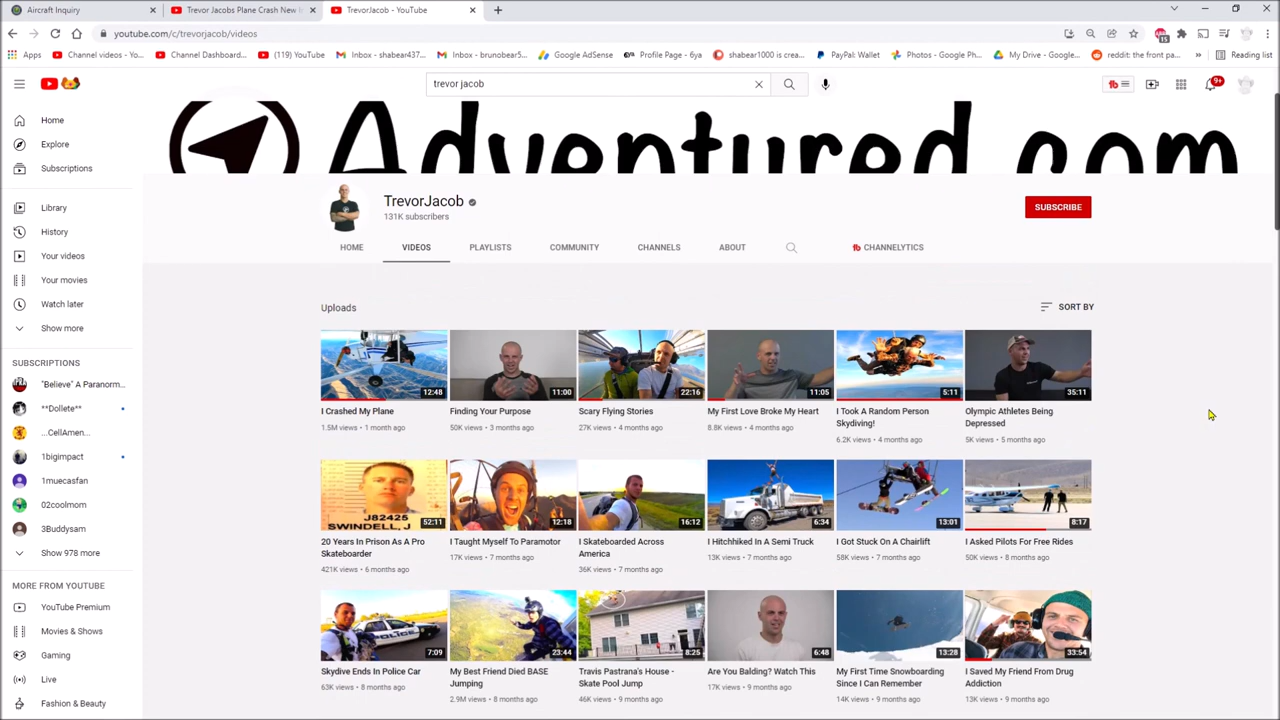 Aircraft Inquiry
Trevor Jacobs Plane Crash New
TrevorJacob - YouTube
youtube.com/c/trevorjacob/videos
Apps
Channel videos - Yo...
Channel Dashboard...
(119) YouTube
Inbox - shabear437...
Inbox - brunobear5...
Google AdSense
Profile Page - 6ya
shabear1000 is crea...
PayPal: Wallet
Photos - Google Ph...
My Drive - Google...
reddit: the front pa...
»
Reading list
trevor jacob
9+
Home
Explore
Subscriptions
Library
History
Your videos
Your movies
Watch later
Show more
SUBSCRIPTIONS
"Believe" A Paranorm...
**Dollete**
...CellAmen...
1bigimpact
1muecasfan
02coolmom
3Buddysam
Show 978 more
MORE FROM YOUTUBE
YouTube Premium
Movies & Shows
Gaming
Live
Fashion & Beauty
Adventured.com
TrevorJacob
131K subscribers
SUBSCRIBE
HOME
VIDEOS
PLAYLISTS
COMMUNITY
CHANNELS
ABOUT
tb CHANNELYTICS
Uploads
SORT BY
12:48
11:00
22:16
11:05
5:11
35:11
I Crashed My Plane
1.5M views • 1 month ago
Finding Your Purpose
50K views • 3 months ago
Scary Flying Stories
27K views • 4 months ago
My First Love Broke My Heart
8.8K views • 4 months ago
I Took A Random Person
Skydiving!
6.2K views • 4 months ago
Olympic Athletes Being
Depressed
5K views • 5 months ago
J82425
SWINDELL, J
52:11
12:18
16:12
6:34
13:01
8:17
20 Years In Prison As A Pro
Skateboarder
421K views • 6 months ago
I Taught Myself To Paramotor
17K views • 7 months ago
I Skateboarded Across
America
36K views • 7 months ago
I Hitchhiked In A Semi Truck
13K views • 7 months ago
I Got Stuck On A Chairlift
58K views • 7 months ago
I Asked Pilots For Free Rides
50K views • 8 months ago
POLICE
7:09
23:44
8:25
6:48
13:28
33:54
Skydive Ends In Police Car
63K views • 8 months ago
My Best Friend Died BASE
Jumping
2.9M views • 8 months ago
Travis Pastrana's House -
Skate Pool Jump
46K views • 9 months ago
Are You Balding? Watch This
17K views • 9 months ago
My First Time Snowboarding
Since I Can Remember
14K views • 9 months ago
I Saved My Friend From Drug
Addiction
20K views • 9 months ago